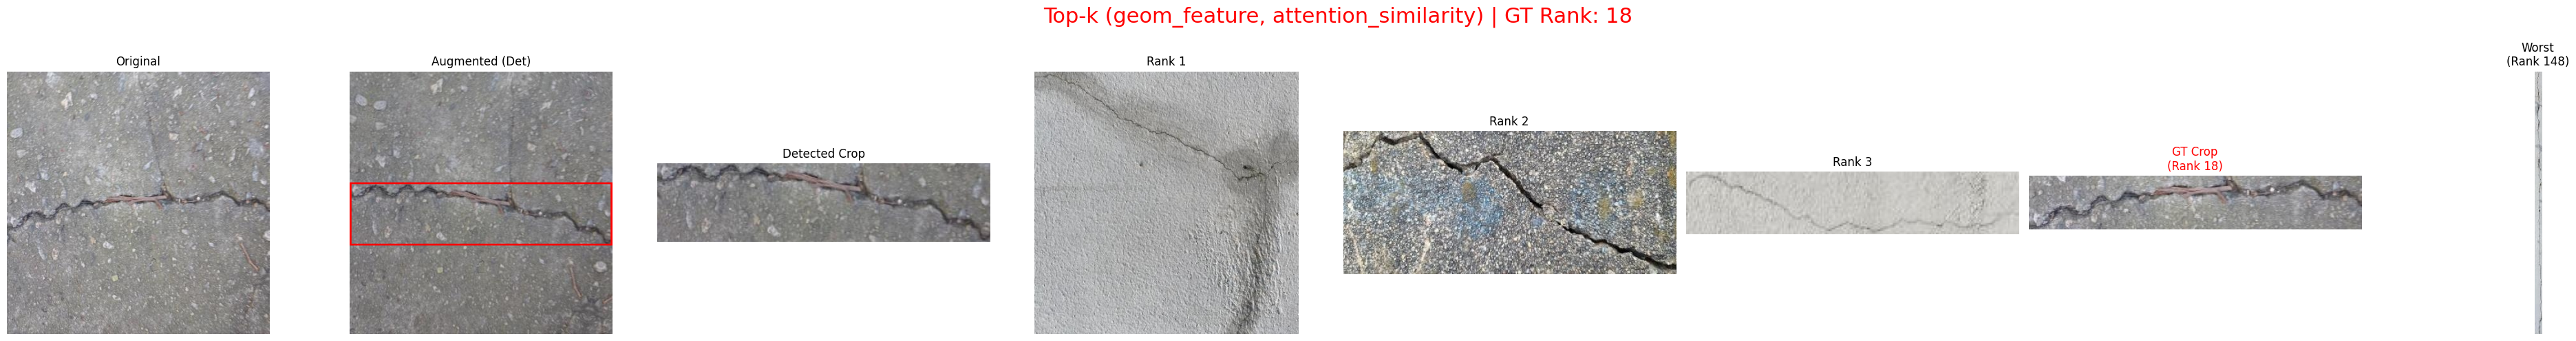 Top-k (geom_feature, attention_similarity) | GT Rank: 18
Original
Augmented (Det)
Detected Crop
Rank 1
Rank 2
Rank 3
GT Crop
(Rank 18)
Worst
(Rank 148)